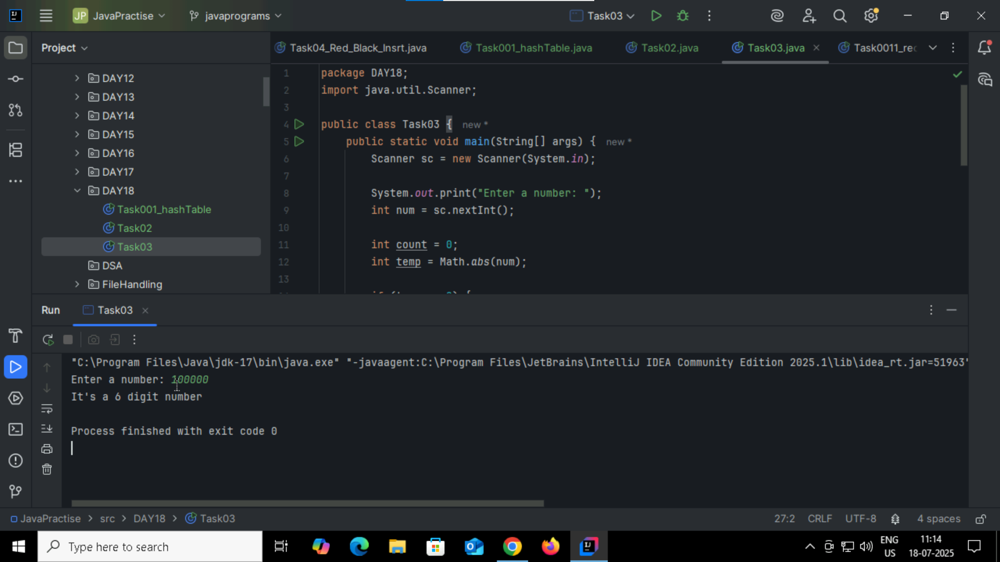 JP JavaPractise
javaprograms
Task03
Project
Task04_Red_Black_Insrt.java
Task001_hashTable.java
Task02.java
Task03.java
Task0011_rec
DAY12
DAY13
DAY14
DAY15
DAY16
DAY17
DAY18
Task001_hashTable
Task02
Task03
DSA
FileHandling
1 package DAY18;
2 import java.util.Scanner;
3
4 public class Task03 { new *
5 public static void main(String[] args) { new *
6 Scanner sc = new Scanner(System.in);
7
8 System.out.print("Enter a number: ");
9 int num = sc.nextInt();
10
11 int count = 0;
12 int temp = Math.abs(num);
13
Run
Task03
"C:\Program Files\Java\jdk-17\bin\java.exe" "-javaagent:C:\Program Files\JetBrains\IntelliJ IDEA Community Edition 2025.1\lib\idea_rt.jar=51963"
Enter a number: 100000
It's a 6 digit number
Process finished with exit code 0
JavaPractise > src > DAY18 > Task03
27:2 CRLF UTF-8 4 spaces
Type here to search
ENG
US
11:14
18-07-2025